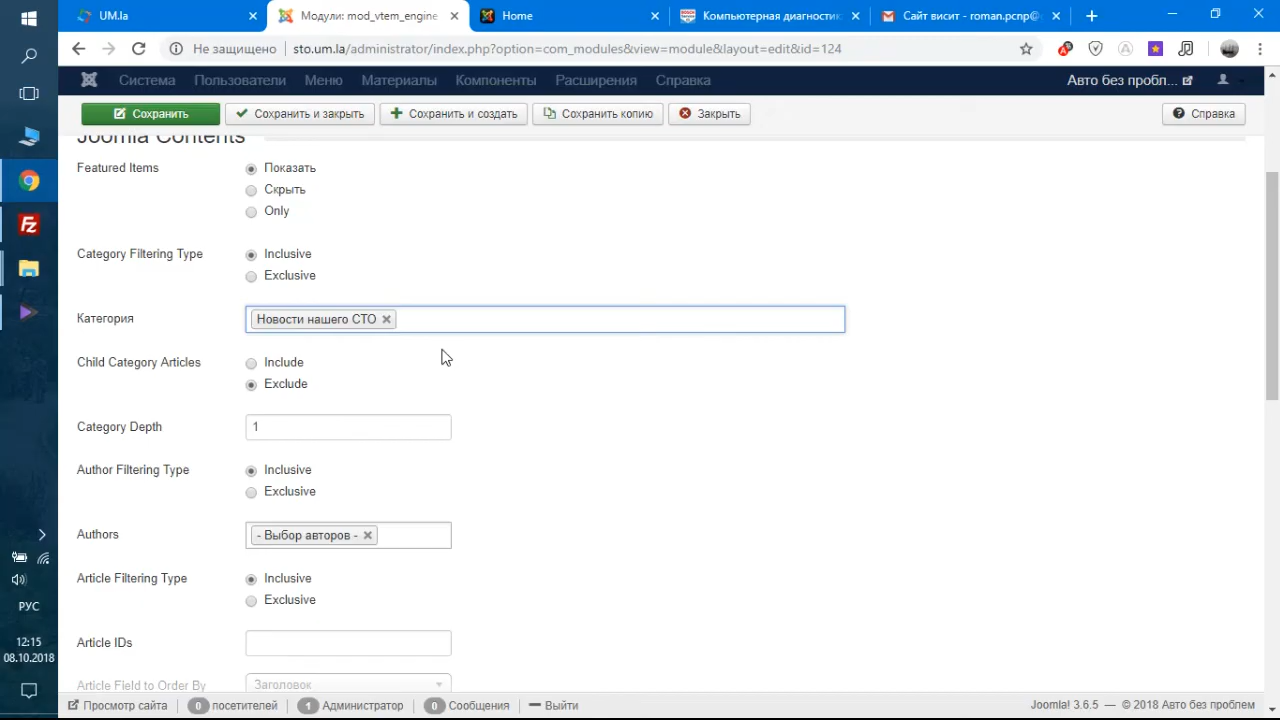 UM.la
Модули: mod_vtem_engine
Home
Компьютерная диагностик
Сайт висит - roman.pcnp@
Не защищено
sto.um.la/administrator/index.php?option=com_modules&view=module&layout=edit&id=124
Система Пользователи Меню Материалы Компоненты Расширения Справка
Авто без пробл...
Сохранить Сохранить и закрыть Сохранить и создать Сохранить копию Закрыть Справка
Joomla Contents
Featured Items
Показать
Скрыть
Only
Category Filtering Type
Inclusive
Exclusive
Категория
Новости нашего СТО
Child Category Articles
Include
Exclude
Category Depth
1
Author Filtering Type
Inclusive
Exclusive
Authors
- Выбор авторов -
Article Filtering Type
Inclusive
Exclusive
Article IDs
Article Field to Order By
Заголовок
Просмотр сайта 0 посетителей 1 Администратор 0 Сообщения Выйти
Joomla! 3.6.5 — © 2018 Авто без проблем
РУС
12:15
08.10.2018